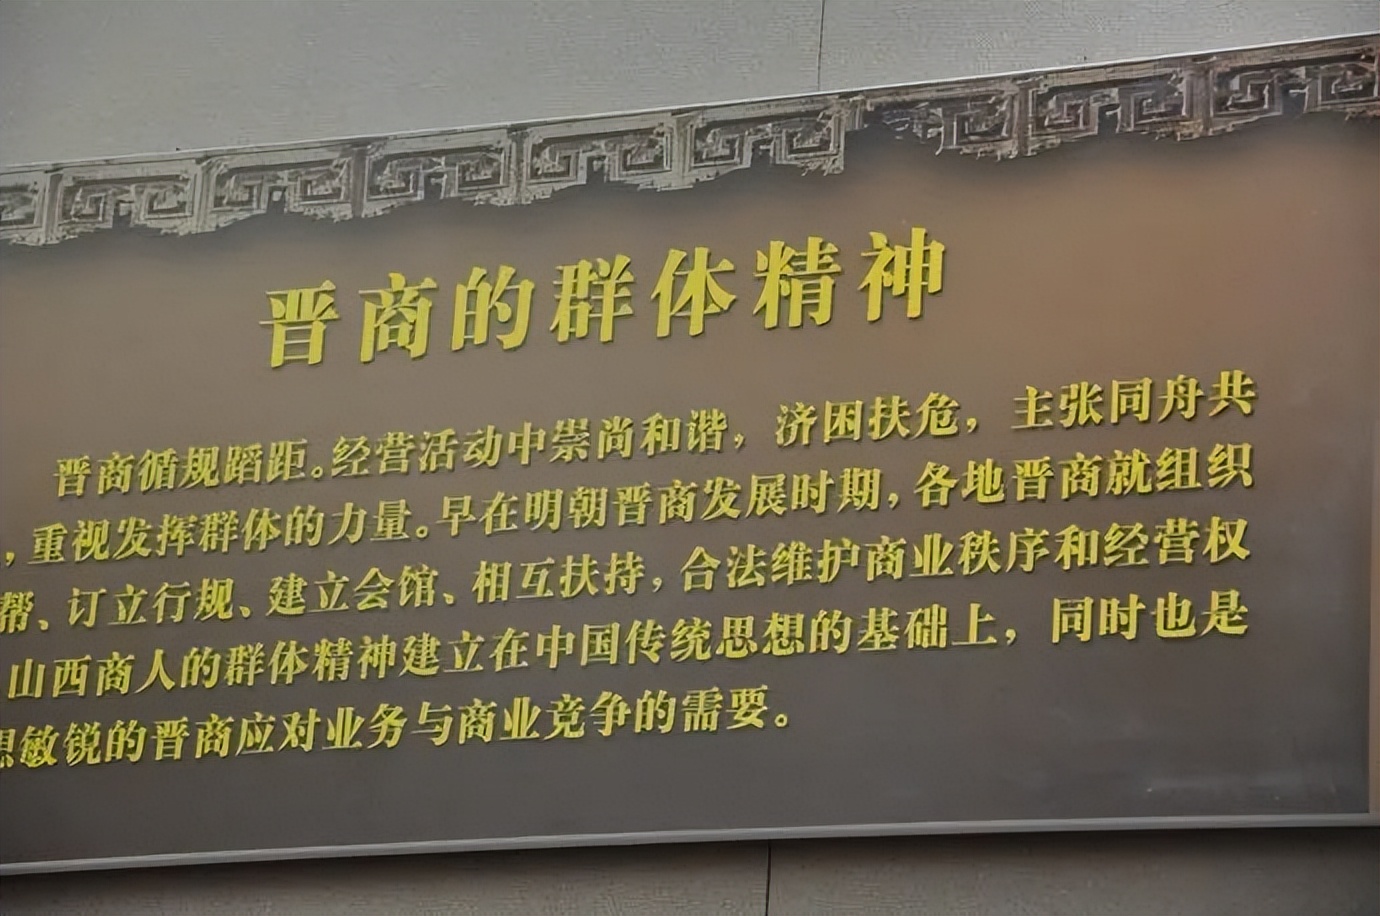 晋商的群体精神
晋商循规蹈距。经营活动中崇尚和谐，济困扶危，主张同舟共
，重视发挥群体的力量。早在明朝晋商发展时期，各地晋商就组织
帮、订立行规、建立会馆、相互扶持，合法维护商业秩序和经营权
山西商人的群体精神建立在中国传统思想的基础上，同时也是
想敏锐的晋商应对业务与商业竞争的需要。